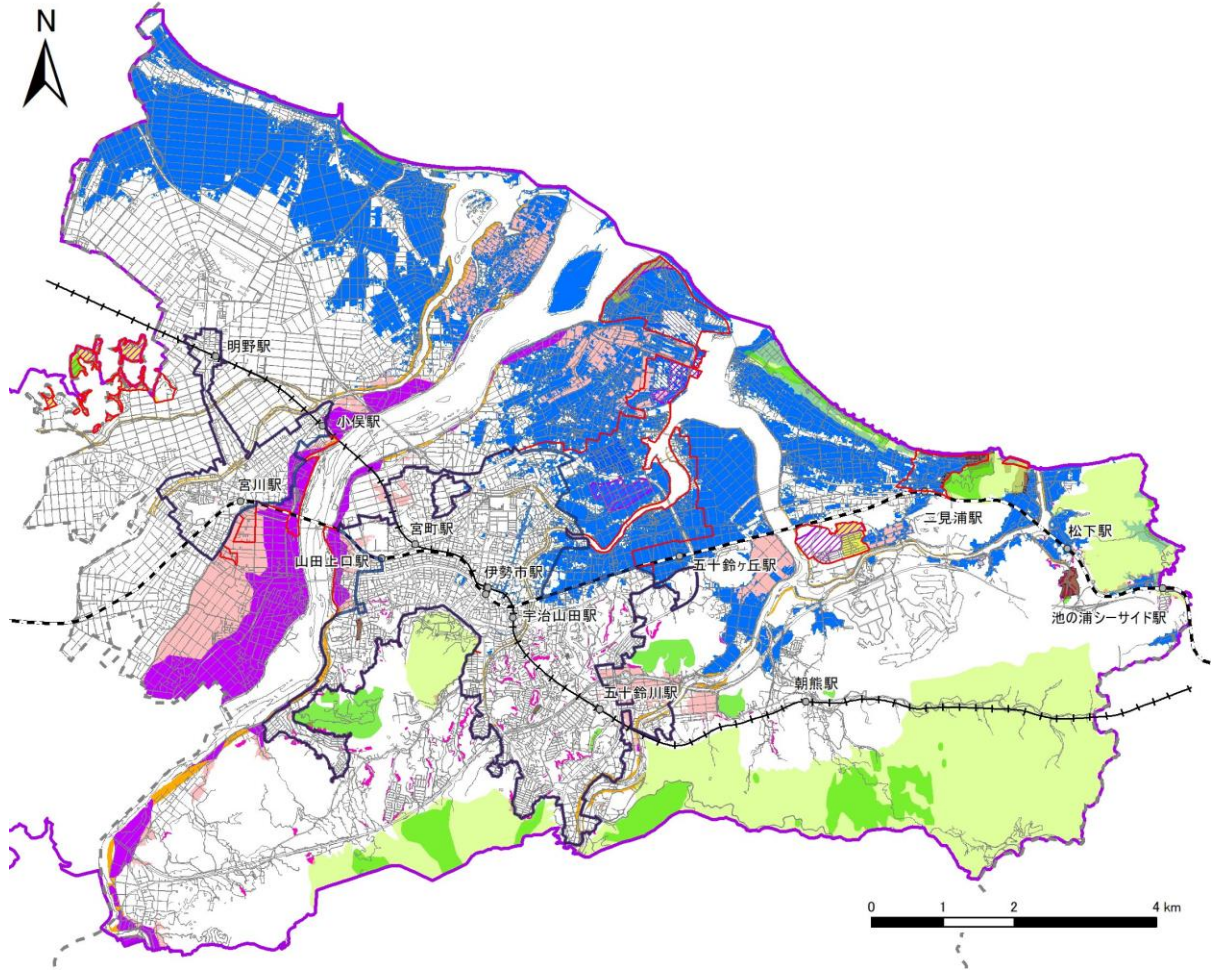 N
明野駅
小俣駅
宮川駅
宮町駅
山田上口駅
伊勢市駅
宇治山田駅
五十鈴ヶ丘駅
二見浦駅
松下駅
池の浦シーサイド駅
五十鈴川駅
朝熊駅
0 1 2 4 km